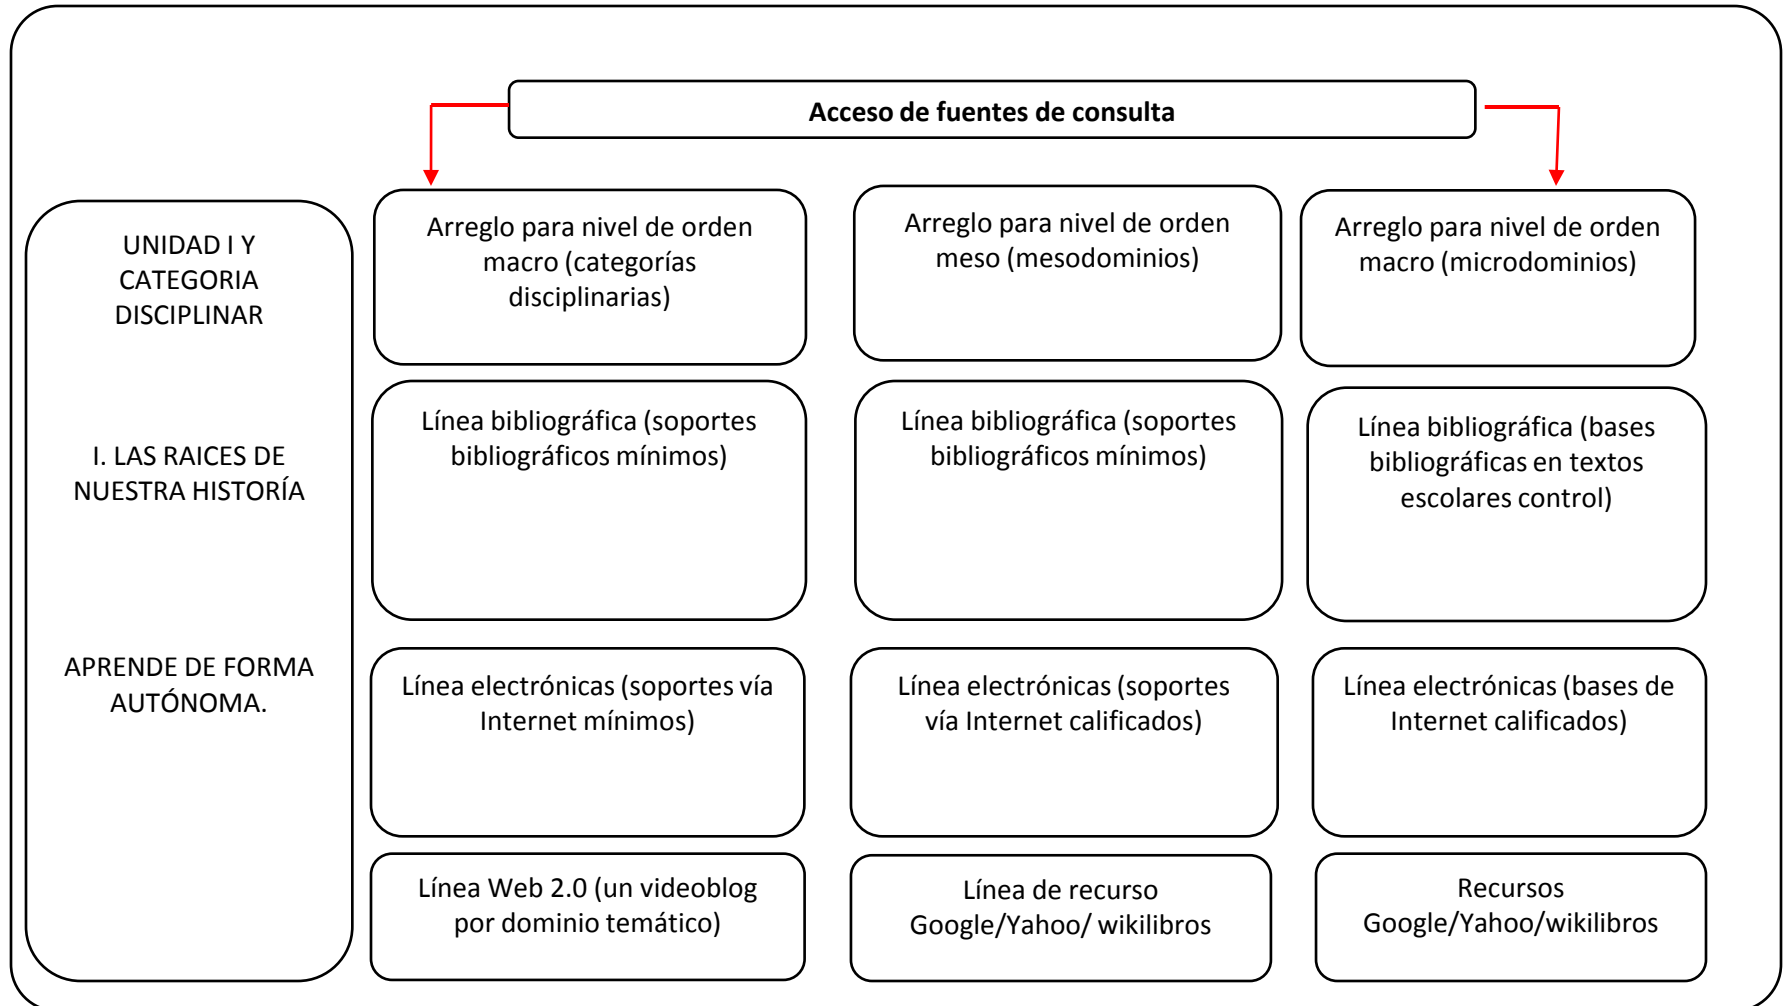 Acceso de fuentes de consulta
UNIDAD I Y
CATEGORIA
DISCIPLINAR
I. LAS RAICES DE
NUESTRA HISTORÍA
APRENDE DE FORMA
AUTÓNOMA.
Arreglo para nivel de orden
macro (categorías
disciplinarias)
Arreglo para nivel de orden
meso (mesodominios)
Arreglo para nivel de orden
macro (microdominios)
Línea bibliográfica (soportes
bibliográficos mínimos)
Línea bibliográfica (soportes
bibliográficos mínimos)
Línea bibliográfica (bases
bibliográficas en textos
escolares control)
Línea electrónicas (soportes vía
Internet mínimos)
Línea electrónicas (soportes
vía Internet calificados)
Línea electrónicas (bases de
Internet calificados)
Línea Web 2.0 (un videoblog
por dominio temático)
Línea de recurso
Google/Yahoo/ wikilibros
Recursos
Google/Yahoo/wikilibros